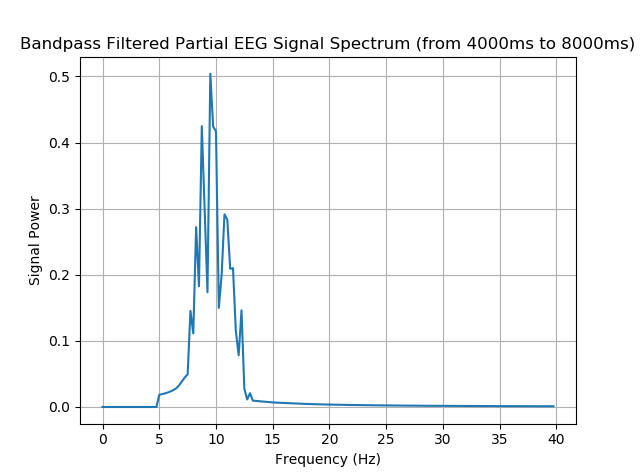 Bandpass Filtered Partial EEG Signal Spectrum (from 4000ms to 8000ms)
0.5
0.4
0.3
0.2
0.1
0.0
Signal Power
0 5 10 15 20 25 30 35 40
Frequency (Hz)